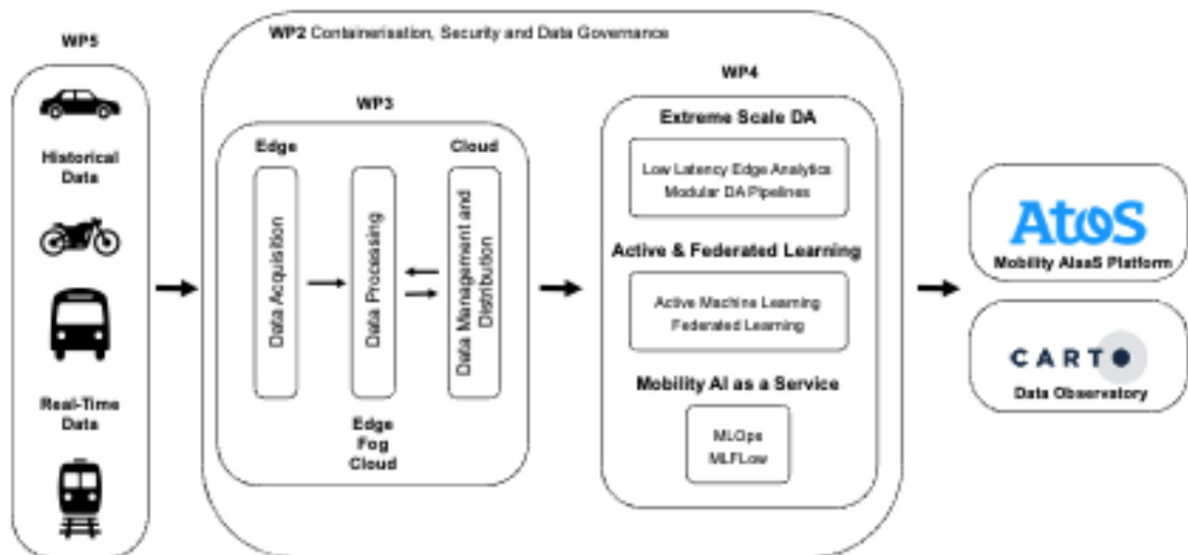 WP5
Historical
Data
Real-Time
Data
WP2 Containerisation, Security and Data Governance
WP3
Edge
Cloud
Data Acquisition
Data Processing
Data Management and
Distribution
Edge
Fog
Cloud
WP4
Extreme Scale DA
Low Latency Edge Analytics
Modular DA Pipelines
Active & Federated Learning
Active Machine Learning
Federated Learning
Mobility AI as a Service
MLOps
MLFLow
Atos
Mobility AIaaS Platform
CARTO
Data Observatory